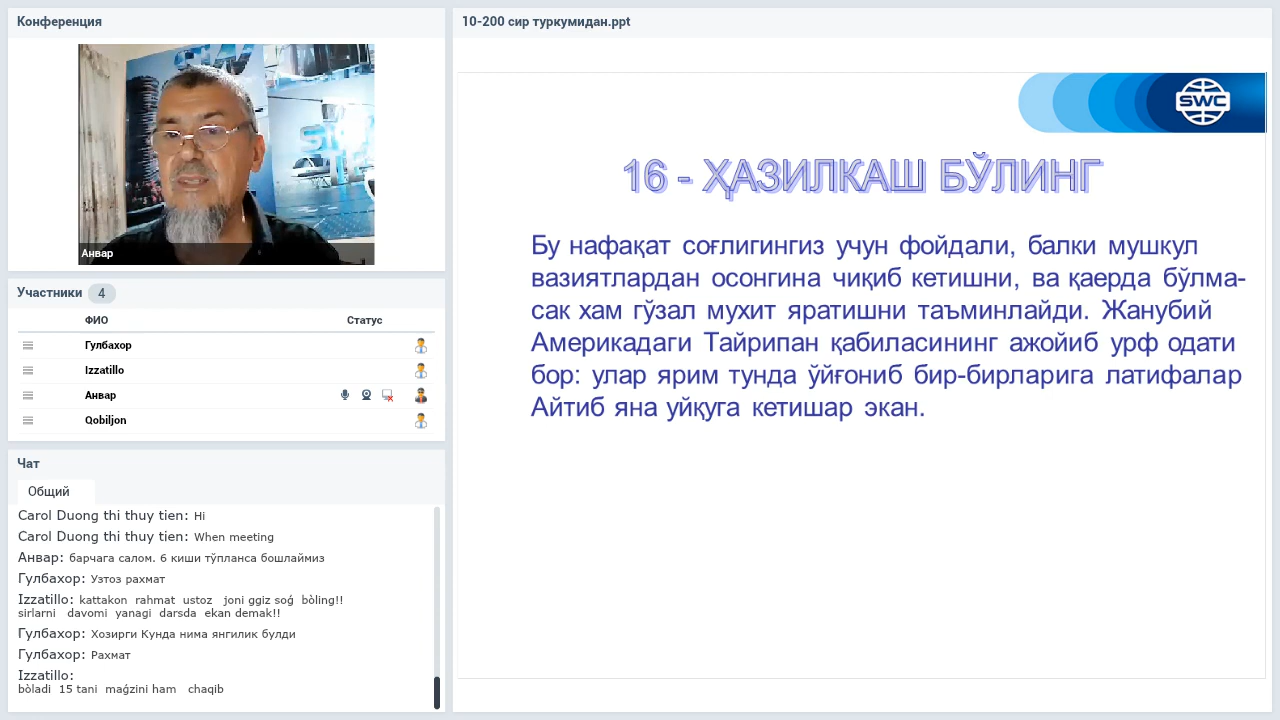 Конференция
Анвар
Участники 4
ФИО Статус
Гулбахор
Izzatillo
Анвар
Qobiljon
Чат
Общий
Carol Duong thi thuy tien: Hi
Carol Duong thi thuy tien: When meeting
Анвар: барчага салом. 6 киши тўпланса бошлаймиз
Гулбахор: Узтоз рахмат
Izzatillo: kattakon rahmat ustoz joni ggiz soǵ bòling!!
sirlarni davomi yanagi darsda ekan demak!!
Гулбахор: Хозирги Кунда нима янгилик булди
Гулбахор: Рахмат
Izzatillo:
bòladi 15 tani maǵzini ham chaqib
10-200 сир туркумидан.ppt
SWC
16 - ҲАЗИЛКАШ БЎЛИНГ
Бу нафақат соғлигингиз учун фойдали, балки мушкул
вазиятлардан осонгина чиқиб кетишни, ва қаерда бўлма-
сак хам гўзал мухит яратишни таъминлайди. Жанубий
Америкадаги Тайрипан қабиласининг ажойиб урф одати
бор: улар ярим тунда ўйғониб бир-бирларига латифалар
Айтиб яна уйқуга кетишар экан.